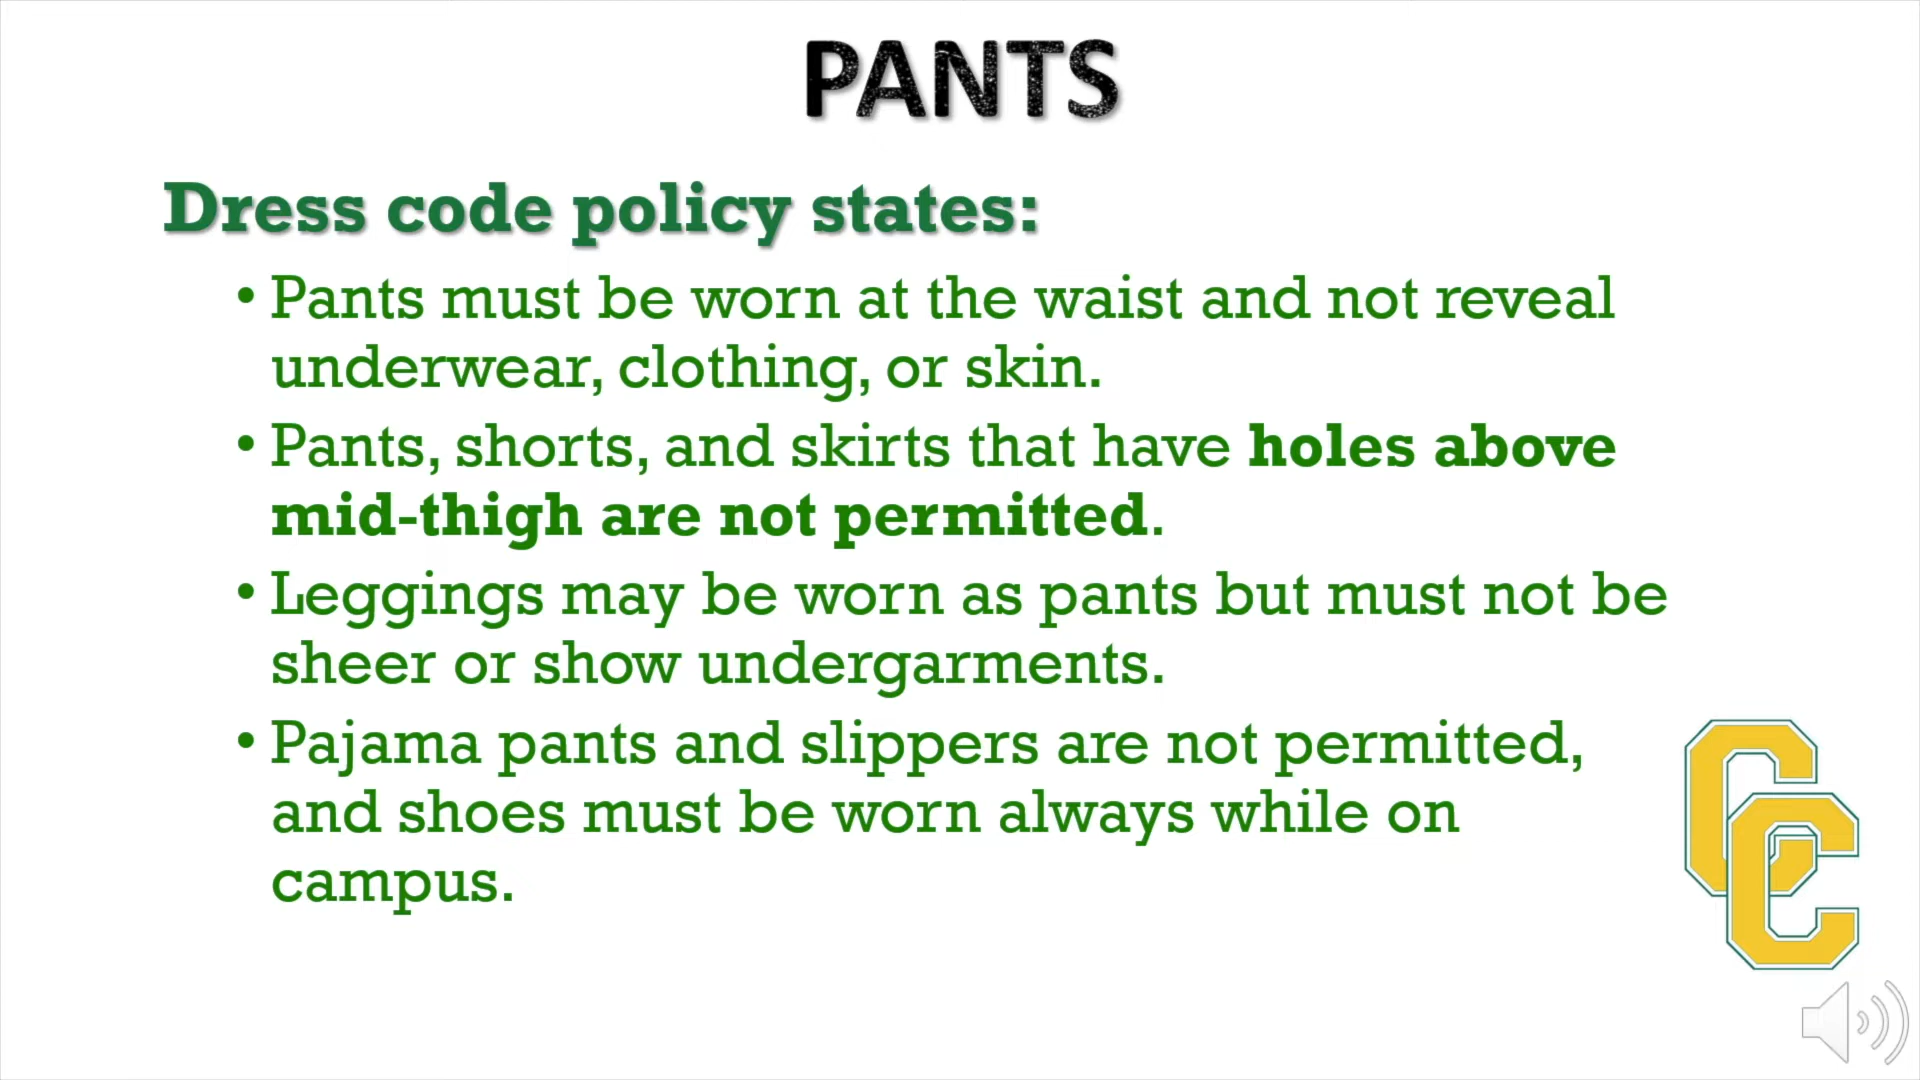 PANTS
Dress code policy states:
• Pants must be worn at the waist and not reveal
underwear, clothing, or skin.
• Pants, shorts, and skirts that have holes above
mid-thigh are not permitted.
• Leggings may be worn as pants but must not be
sheer or show undergarments.
• Pajama pants and slippers are not permitted,
and shoes must be worn always while on
campus.
CC